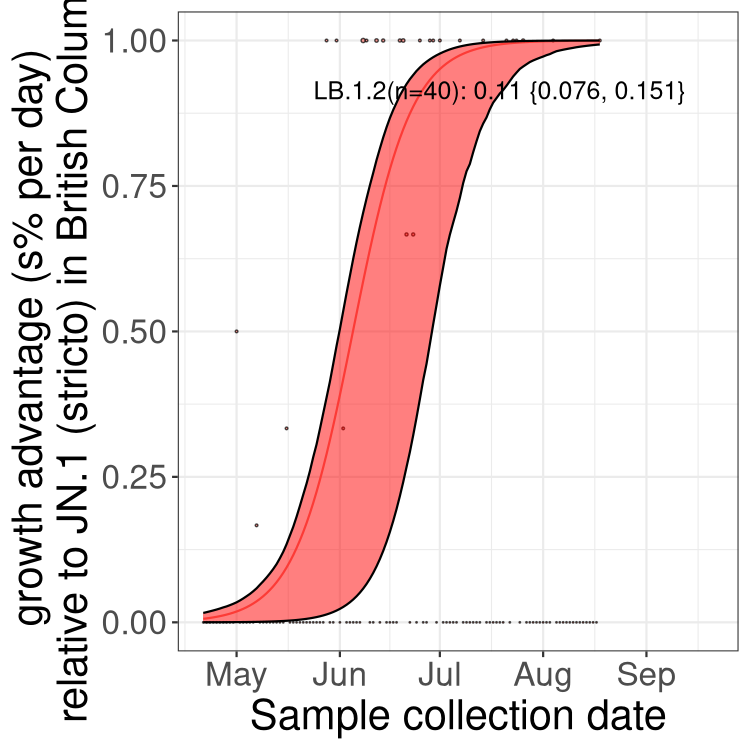 growth advantage (s% per day)
relative to JN.1 (stricto) in British Colum
1.00
0.75
0.50
0.25
0.00
LB.1.2(n=40): 0.11 {0.076, 0.151}
May Jun Jul Aug Sep
Sample collection date